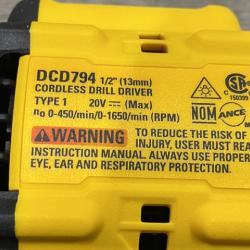 DCD794 1/2" (13mm)
CORDLESS DRILL DRIVER
TYPE 1 20V (Max)
n₀ 0-450/min/0-1650/min (RPM)
WARNING TO REDUCE THE RISK OF
INJURY, USER MUST READ
INSTRUCTION MANUAL. ALWAYS USE PROPER
EYE, EAR AND RESPIRATORY PROTECTION.
NOM ANCE